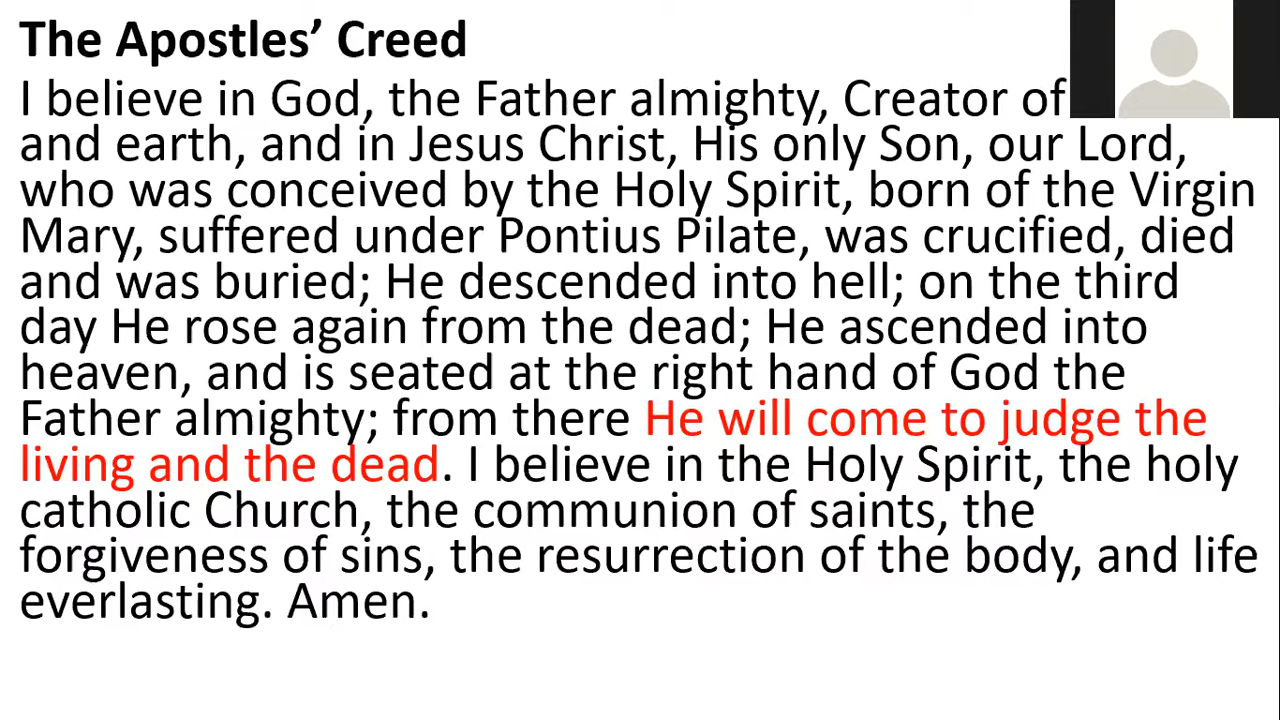 The Apostles’ Creed
I believe in God, the Father almighty, Creator of
and earth, and in Jesus Christ, His only Son, our Lord,
who was conceived by the Holy Spirit, born of the Virgin
Mary, suffered under Pontius Pilate, was crucified, died
and was buried; He descended into hell; on the third
day He rose again from the dead; He ascended into
heaven, and is seated at the right hand of God the
Father almighty; from there He will come to judge the
living and the dead. I believe in the Holy Spirit, the holy
catholic Church, the communion of saints, the
forgiveness of sins, the resurrection of the body, and life
everlasting. Amen.